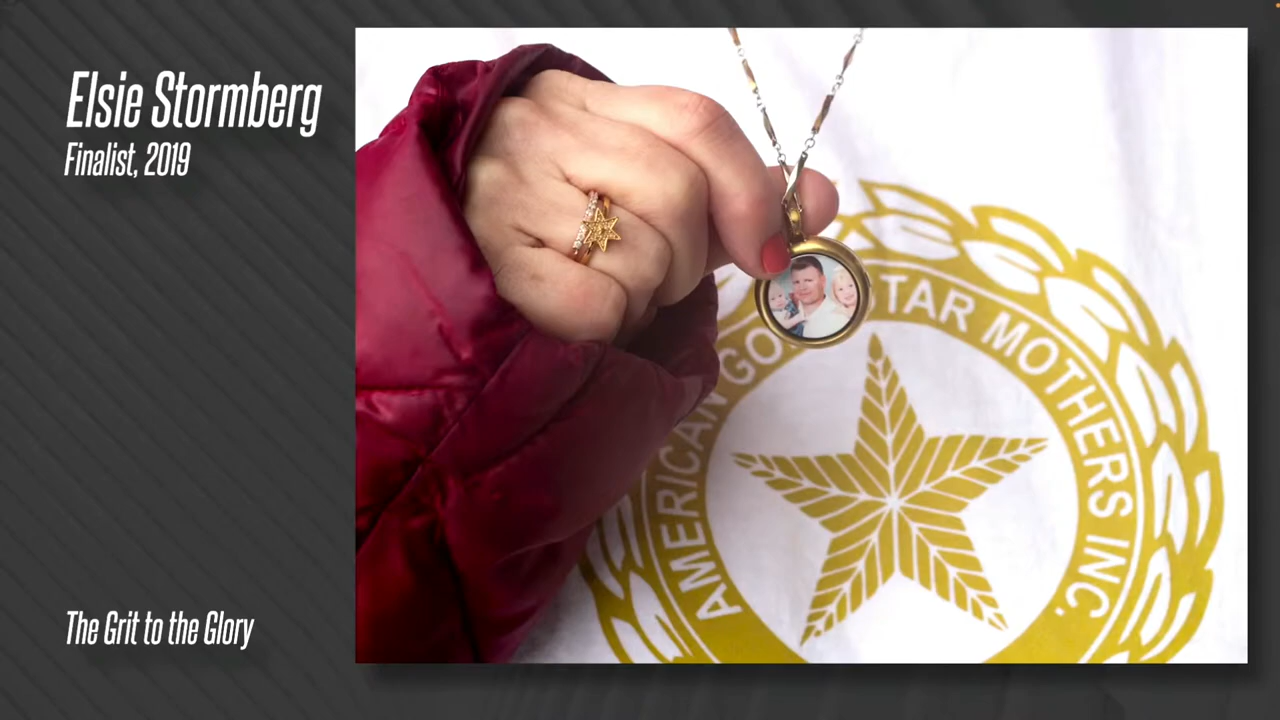 Elsie Stormberg
Finalist, 2019
The Grit to the Glory
AMERICAN GO TAR MOTHERS INC.